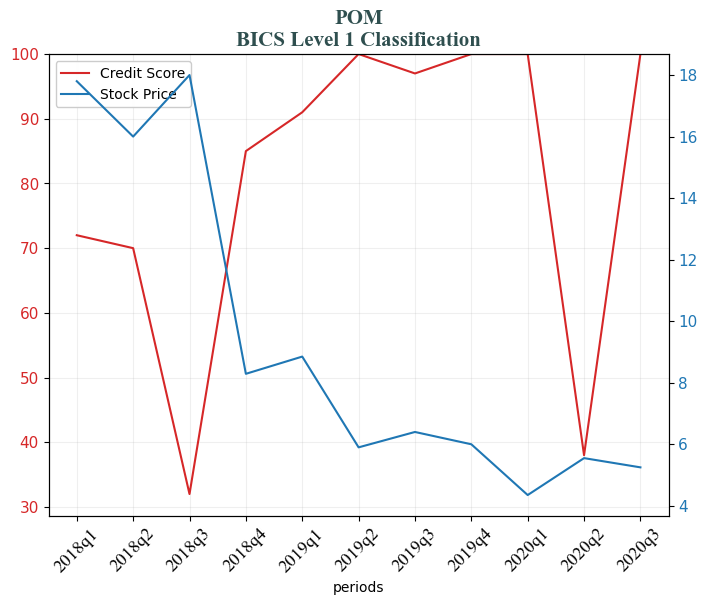 POM
BICS Level 1 Classification
Credit Score
Stock Price
100
90
80
70
60
50
40
30
18
16
14
12
10
8
6
4
2018q1
2018q2
2018q3
2018q4
2019q1
2019q2
2019q3
2019q4
2020q1
2020q2
2020q3
periods